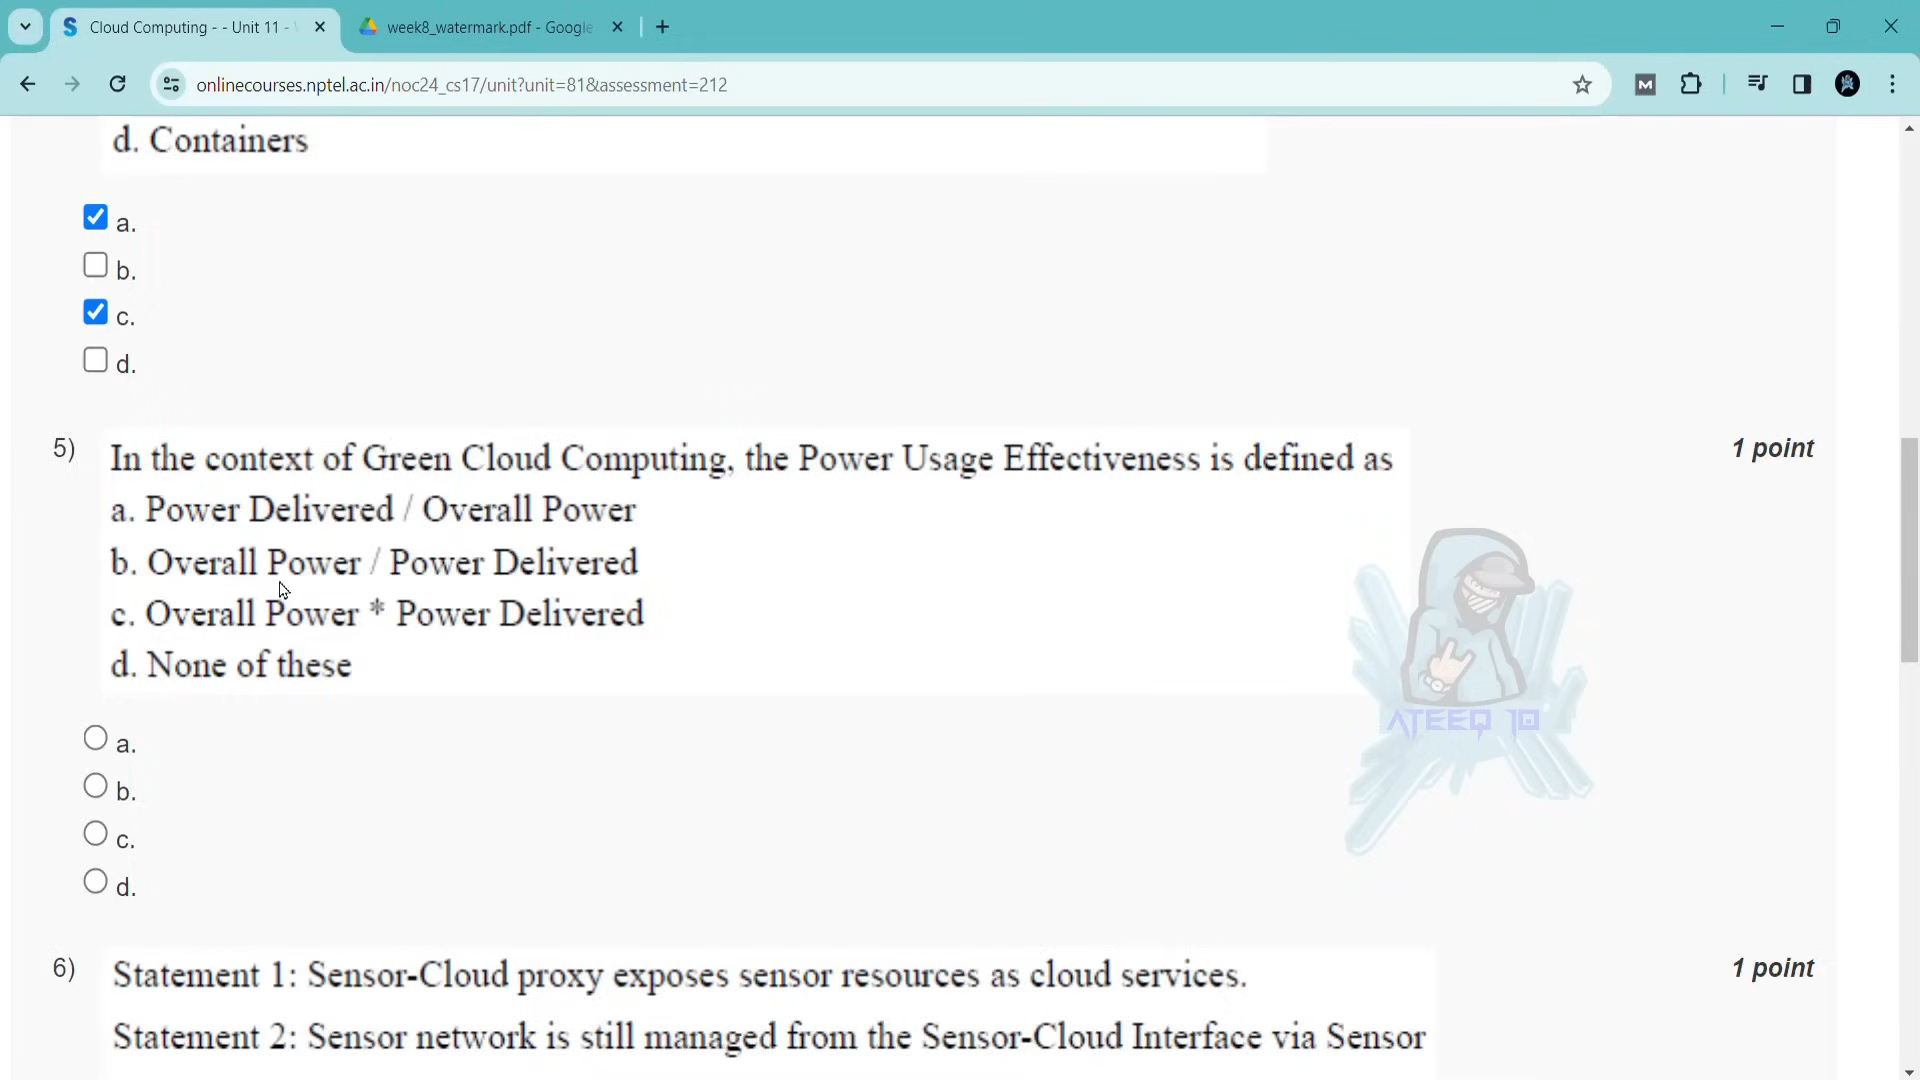 Cloud Computing - - Unit 11 -
week8_watermark.pdf - Google
onlinecourses.nptel.ac.in/noc24_cs17/unit?unit=81&assessment=212
M
d. Containers
a.
b.
c.
d.
5)
In the context of Green Cloud Computing, the Power Usage Effectiveness is defined as
1 point
a. Power Delivered / Overall Power
b. Overall Power / Power Delivered
c. Overall Power * Power Delivered
d. None of these
ATEEQ 10
a.
b.
c.
d.
6)
Statement 1: Sensor-Cloud proxy exposes sensor resources as cloud services.
1 point
Statement 2: Sensor network is still managed from the Sensor-Cloud Interface via Sensor